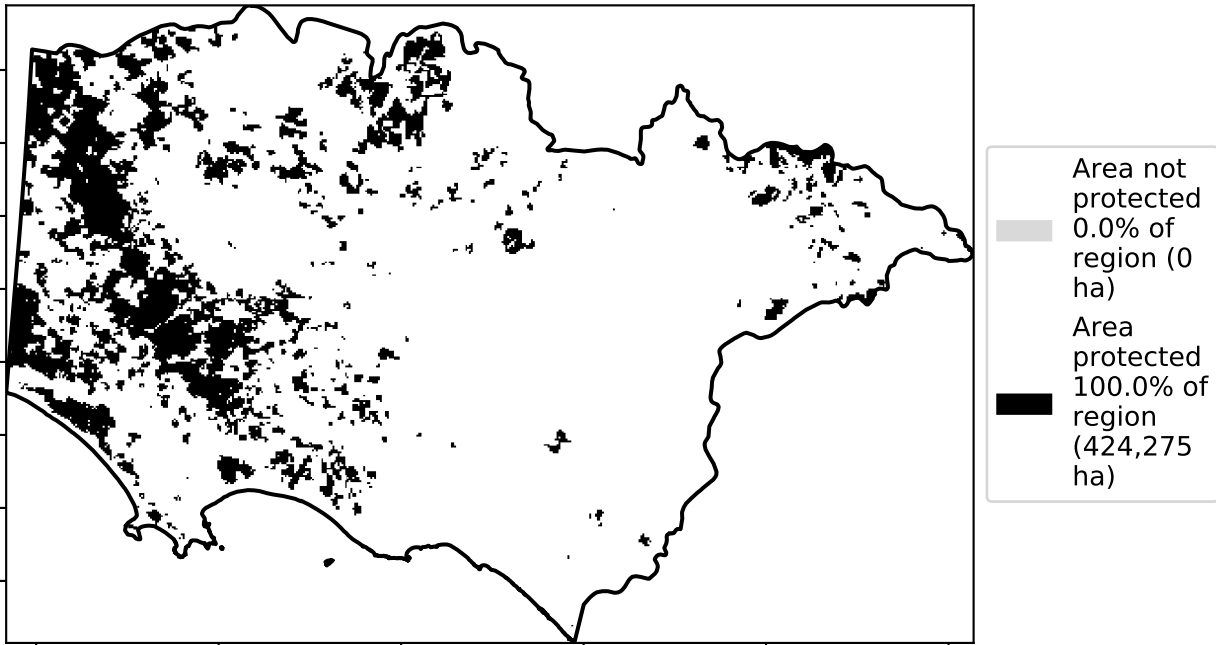 Area not
protected
0.0% of
region (0
ha)
Area
protected
100.0% of
region
(424,275
ha)